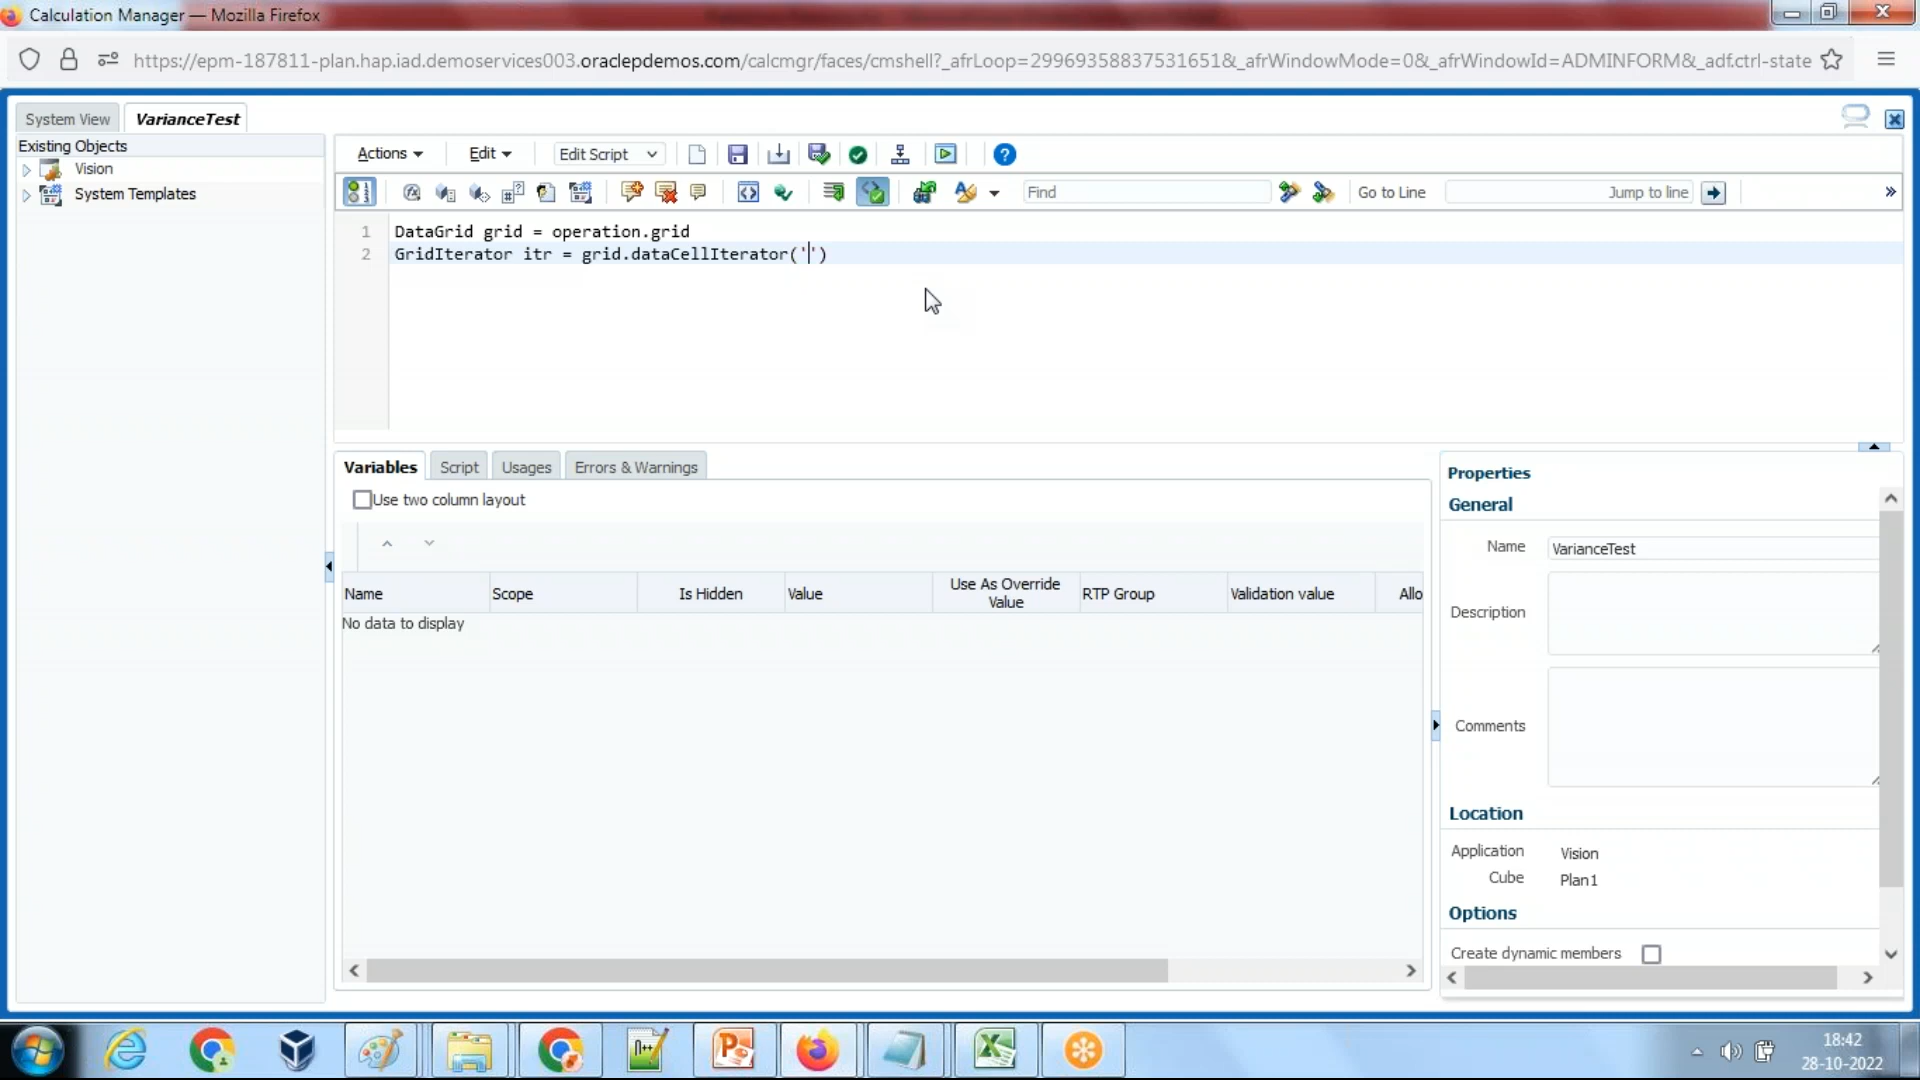 Calculation Manager — Mozilla Firefox
https://epm-187811-plan.hap.iad.demoservices003.oraclepdemos.com/calcmgr/faces/cmshell?_afrLoop=29969358837531651&_afrWindowMode=0&_afrWindowId=ADMINFORM&_adf.ctrl-state
System View
VarianceTest
Existing Objects
Vision
System Templates
Actions
Edit
Edit Script
Find
Go to Line
Jump to line
1 DataGrid grid = operation.grid
2 GridIterator itr = grid.dataCellIterator('')
Variables
Script
Usages
Errors & Warnings
Use two column layout
Name
Scope
Is Hidden
Value
Use As Override
Value
RTP Group
Validation value
Allo
No data to display
Properties
General
Name VarianceTest
Description
Comments
Location
Application Vision
Cube Plan1
Options
Create dynamic members
18:42
28-10-2022